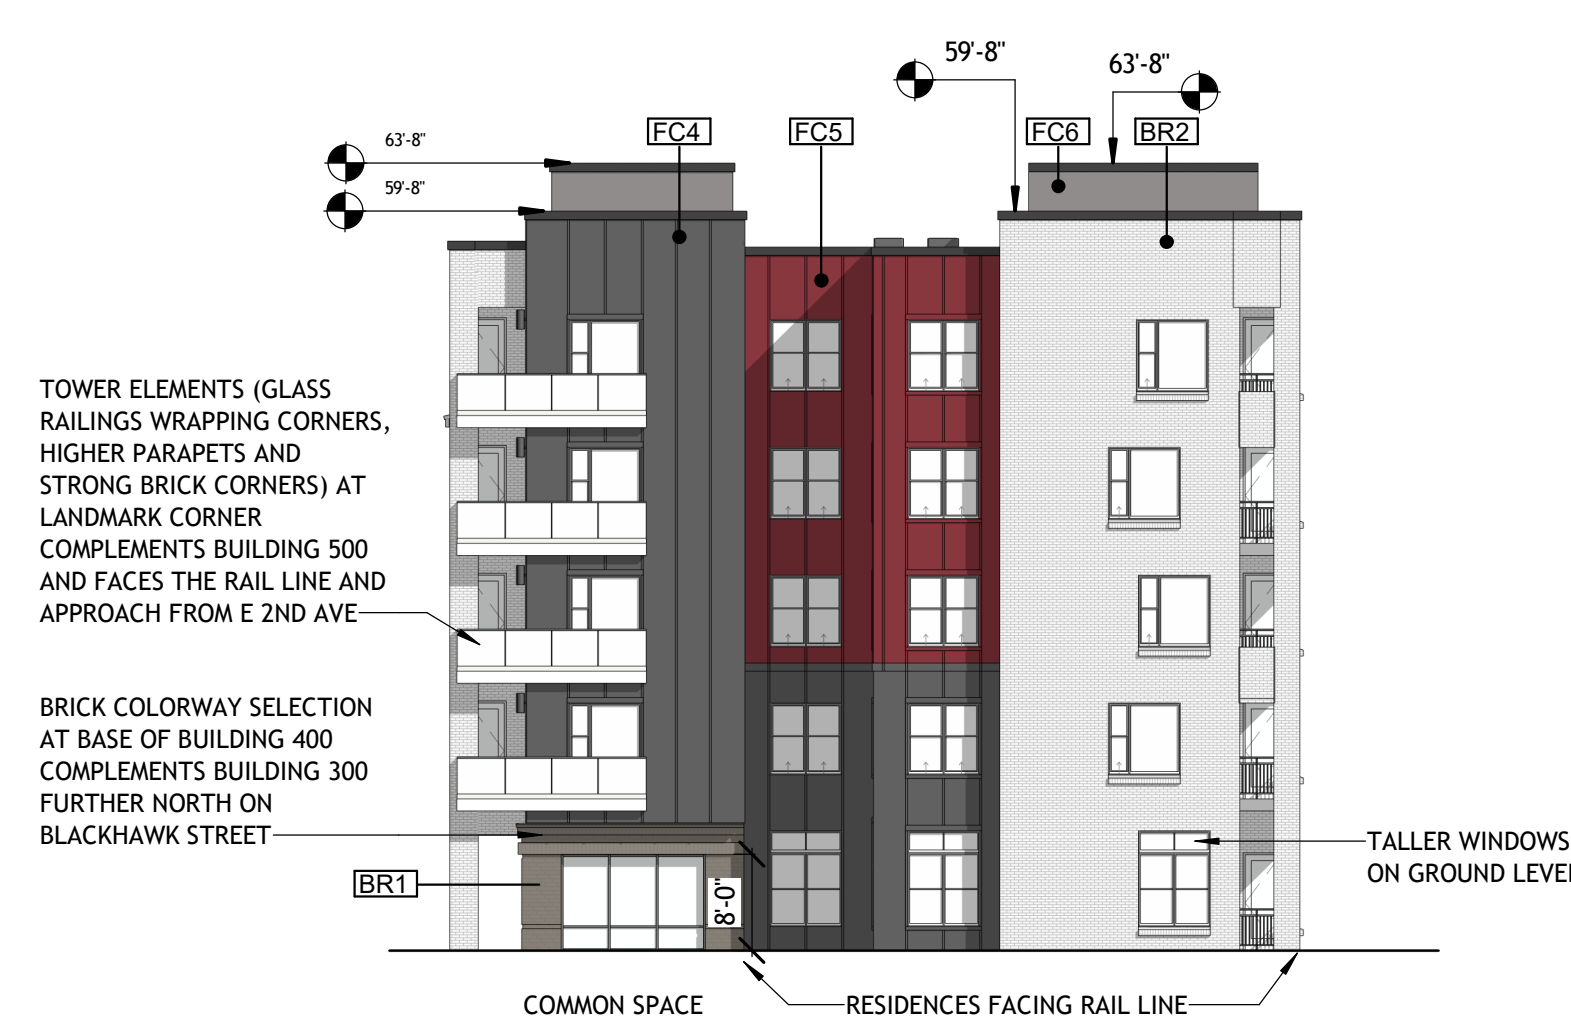 59'-8"
63'-8"
FC4
FC5
FC6
BR2
63'-8"
59'-8"
TOWER ELEMENTS (GLASS
RAILINGS WRAPPING CORNERS,
HIGHER PARAPETS AND
STRONG BRICK CORNERS) AT
LANDMARK CORNER
COMPLEMENTS BUILDING 500
AND FACES THE RAIL LINE AND
APPROACH FROM E 2ND AVE
BRICK COLORWAY SELECTION
AT BASE OF BUILDING 400
COMPLEMENTS BUILDING 300
FURTHER NORTH ON
BLACKHAWK STREET
TALLER WINDOWS
ON GROUND LEVEL
BR1
8'-0"
COMMON SPACE
RESIDENCES FACING RAIL LINE